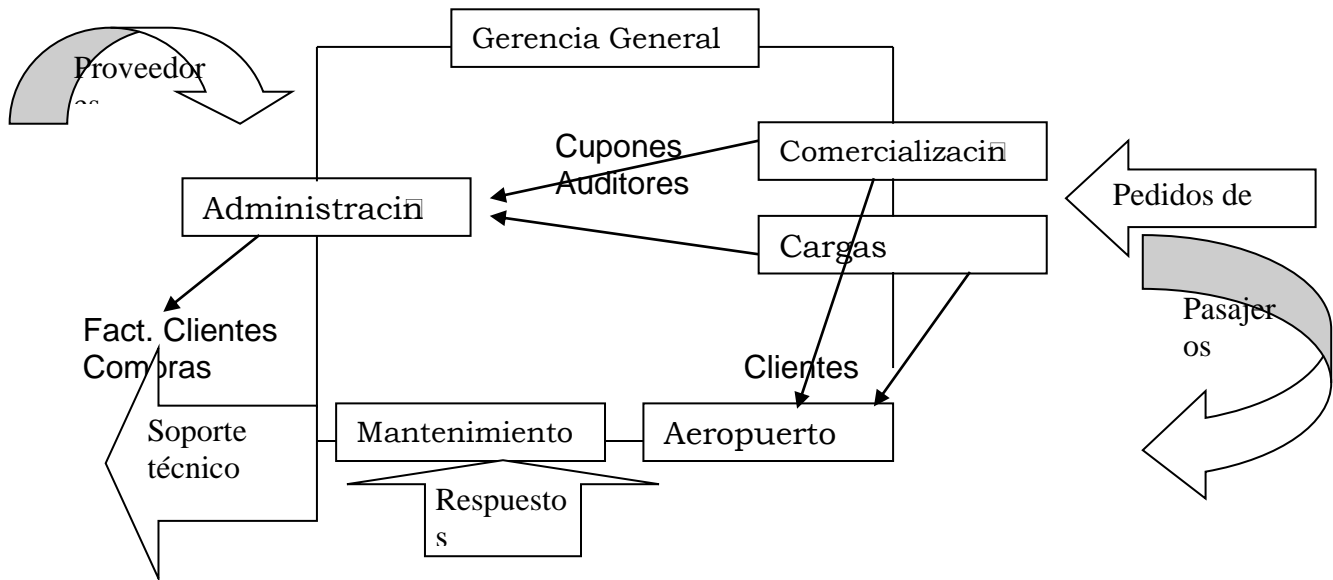 Gerencia General
Proveedor
Cupones
Auditores
Comercializacin
Pedidos de
Administracin
Cargas
Pasajer
os
Fact. Clientes
Compras
Clientes
Soporte
técnico
Mantenimiento
Aeropuerto
Respuesto
s